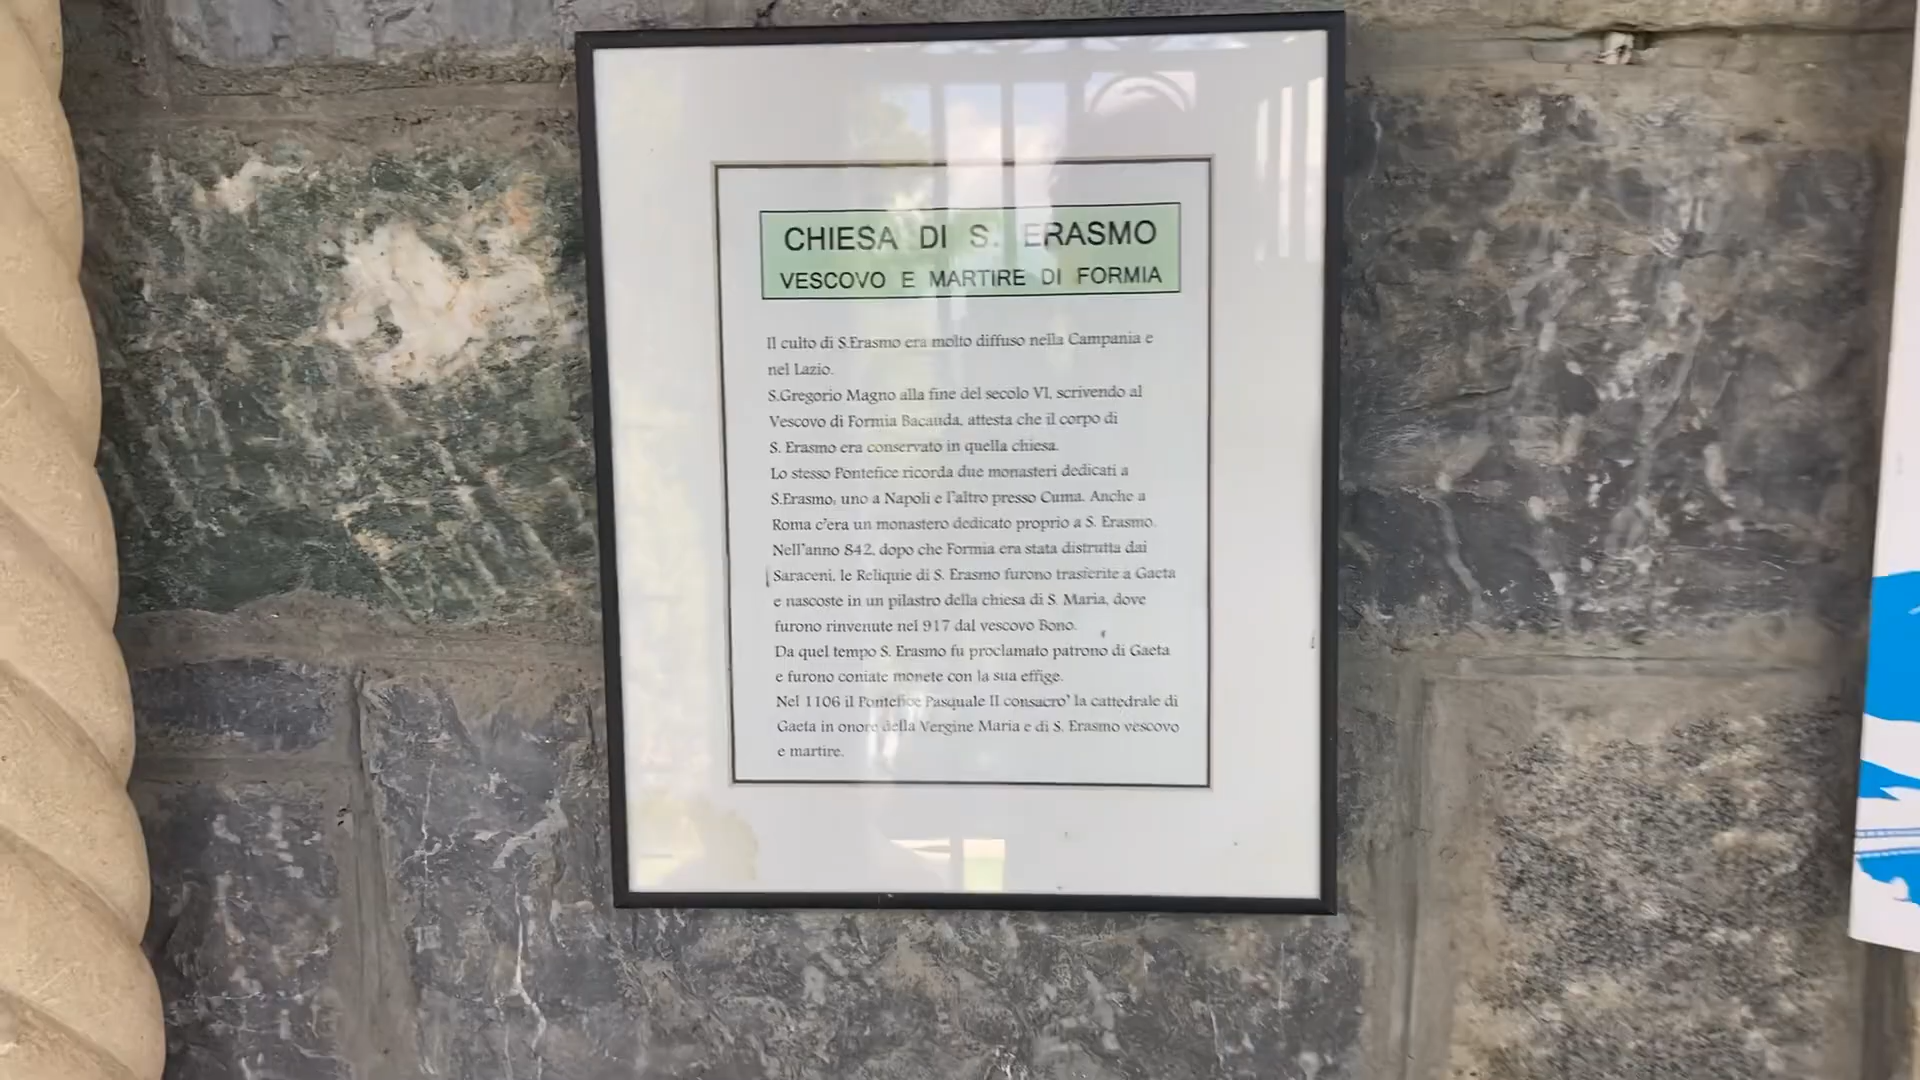 CHIESA DI S. ERASMO
VESCOVO E MARTIRE DI FORMIA
Il culto di S.Erasmo era molto diffuso nella Campania e
nel Lazio.
S.Gregorio Magno alla fine del secolo VI, scrivendo al
Vescovo di Formia Bacauda, attesta che il corpo di
S. Erasmo era conservato in quella chiesa.
Lo stesso Pontefice ricorda due monasteri dedicati a
S.Erasmo, uno a Napoli e l'altro presso Cuma. Anche a
Roma c'era un monastero dedicato proprio a S. Erasmo.
Nell'anno 842, dopo che Formia era stata distrutta dai
Saraceni, le Reliquie di S. Erasmo furono trasferite a Gaeta
e nascoste in un pilastro della chiesa di S. Maria, dove
furono rinvenute nel 917 dal vescovo Bono.
Da quel tempo S. Erasmo fu proclamato patrono di Gaeta
e furono coniate monete con la sua effige.
Nel 1106 il Pontefice Pasquale II consacro' la cattedrale di
Gaeta in onore della Vergine Maria e di S. Erasmo vescovo
e martire.